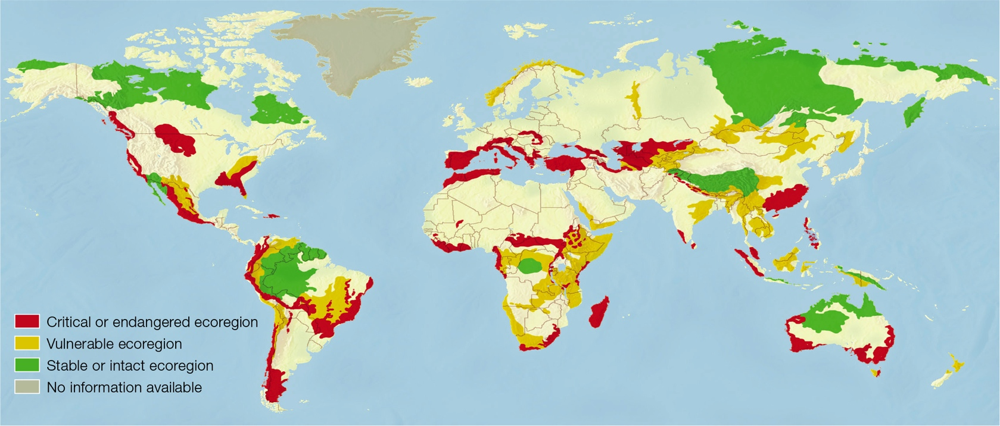 Critical or endangered ecoregion
Vulnerable ecoregion
Stable or intact ecoregion
No information available